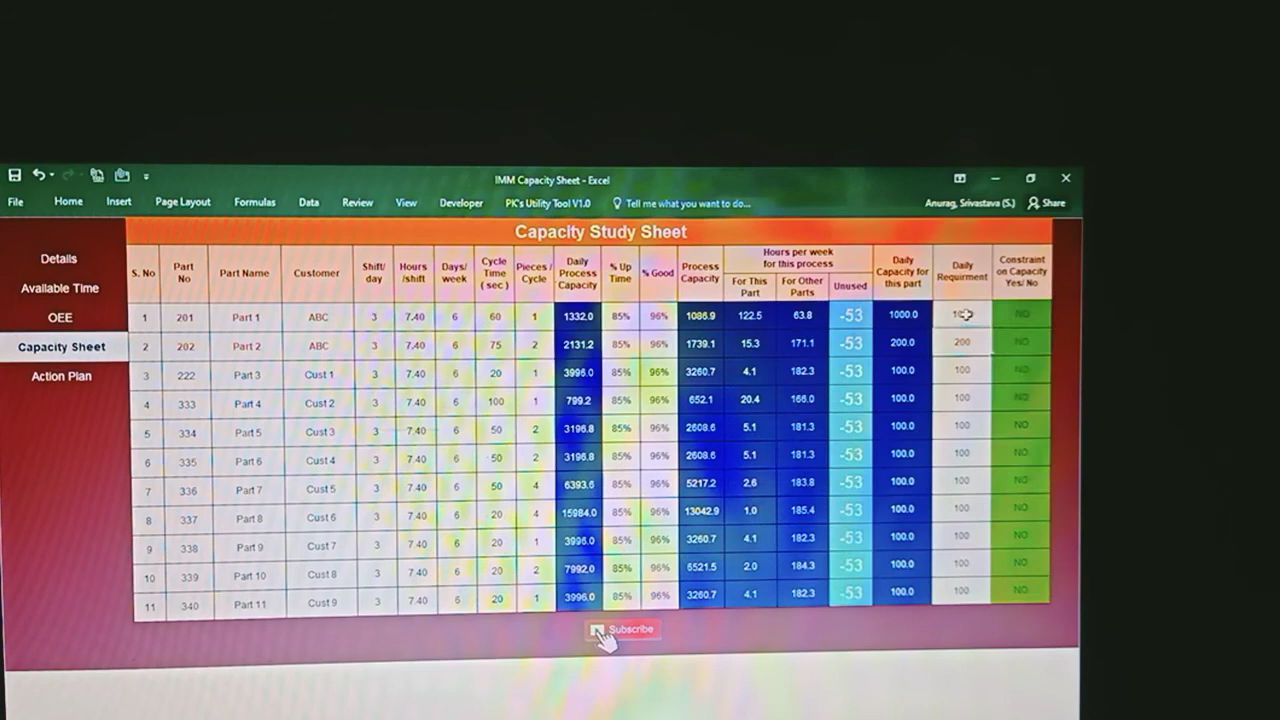 IMM Capacity Sheet - Excel
File Home Insert Page Layout Formulas Data Review View Developer PK's Utility Tool V1.0 Tell me what you want to do... Anurag, Srivastava (S.) Share
Capacity Study Sheet
Details
Available Time
OEE
Capacity Sheet
Action Plan
S. No Part No Part Name Customer Shift/ day Hours /shift Days/ week Cycle Time ( sec ) Pieces / Cycle Daily Process Capacity % Up Time % Good Process Capacity Hours per week for this process For This Part For Other Parts Unused Daily Capacity for this part Daily Requirment Constraint on Capacity Yes/ No
1 201 Part 1 ABC 3 7.40 6 60 1 1332.0 85% 96% 1086.9 122.5 63.8 -53 1000.0 NO
2 202 Part 2 ABC 3 7.40 6 75 2 2131.2 85% 96% 1739.1 15.3 171.1 -53 200.0 200 NO
3 222 Part 3 Cust 1 3 7.40 6 20 1 3996.0 85% 96% 3260.7 4.1 182.3 -53 100.0 100 NO
4 333 Part 4 Cust 2 3 7.40 6 100 1 799.2 85% 96% 652.1 20.4 166.0 -53 100.0 100 NO
5 334 Part 5 Cust 3 3 7.40 6 50 2 3196.8 85% 96% 2608.6 5.1 181.3 -53 100.0 100 NO
6 335 Part 6 Cust 4 3 7.40 6 50 2 3196.8 85% 96% 2608.6 5.1 181.3 -53 100.0 100 NO
7 336 Part 7 Cust 5 3 7.40 6 50 4 6393.6 85% 96% 5217.2 2.6 183.8 -53 100.0 100 NO
8 337 Part 8 Cust 6 3 7.40 6 20 4 15984.0 85% 96% 13042.9 1.0 185.4 -53 100.0 100 NO
9 338 Part 9 Cust 7 3 7.40 6 20 1 3996.0 85% 96% 3260.7 4.1 182.3 -53 100.0 100 NO
10 339 Part 10 Cust 8 3 7.40 6 20 2 7992.0 85% 96% 6521.5 2.0 184.3 -53 100.0 100 NO
11 340 Part 11 Cust 9 3 7.40 6 20 1 3996.0 85% 96% 3260.7 4.1 182.3 -53 100.0 100 NO
Subscribe